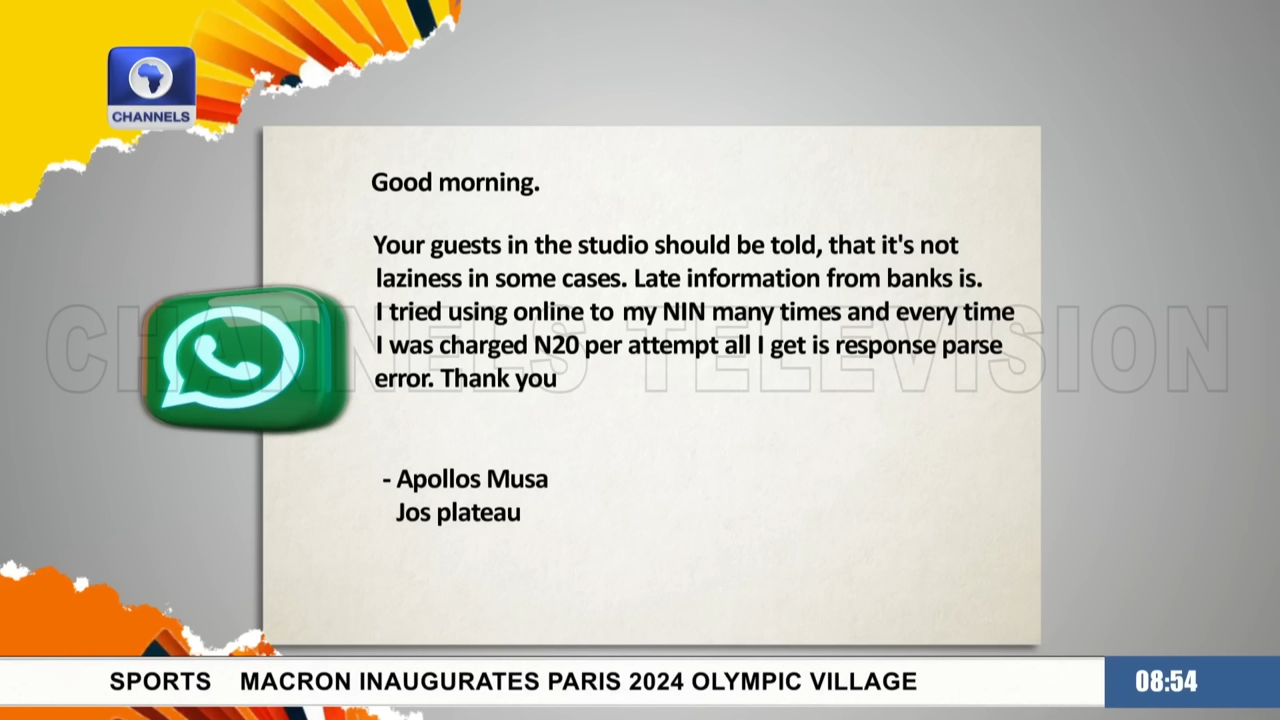 CHANNELS
Good morning.
Your guests in the studio should be told, that it's not
laziness in some cases. Late information from banks is.
I tried using online to my NIN many times and every time
I was charged N20 per attempt all I get is response parse
error. Thank you
- Apollos Musa
Jos plateau
CHANNELS TELEVISION
SPORTS MACRON INAUGURATES PARIS 2024 OLYMPIC VILLAGE
08:54